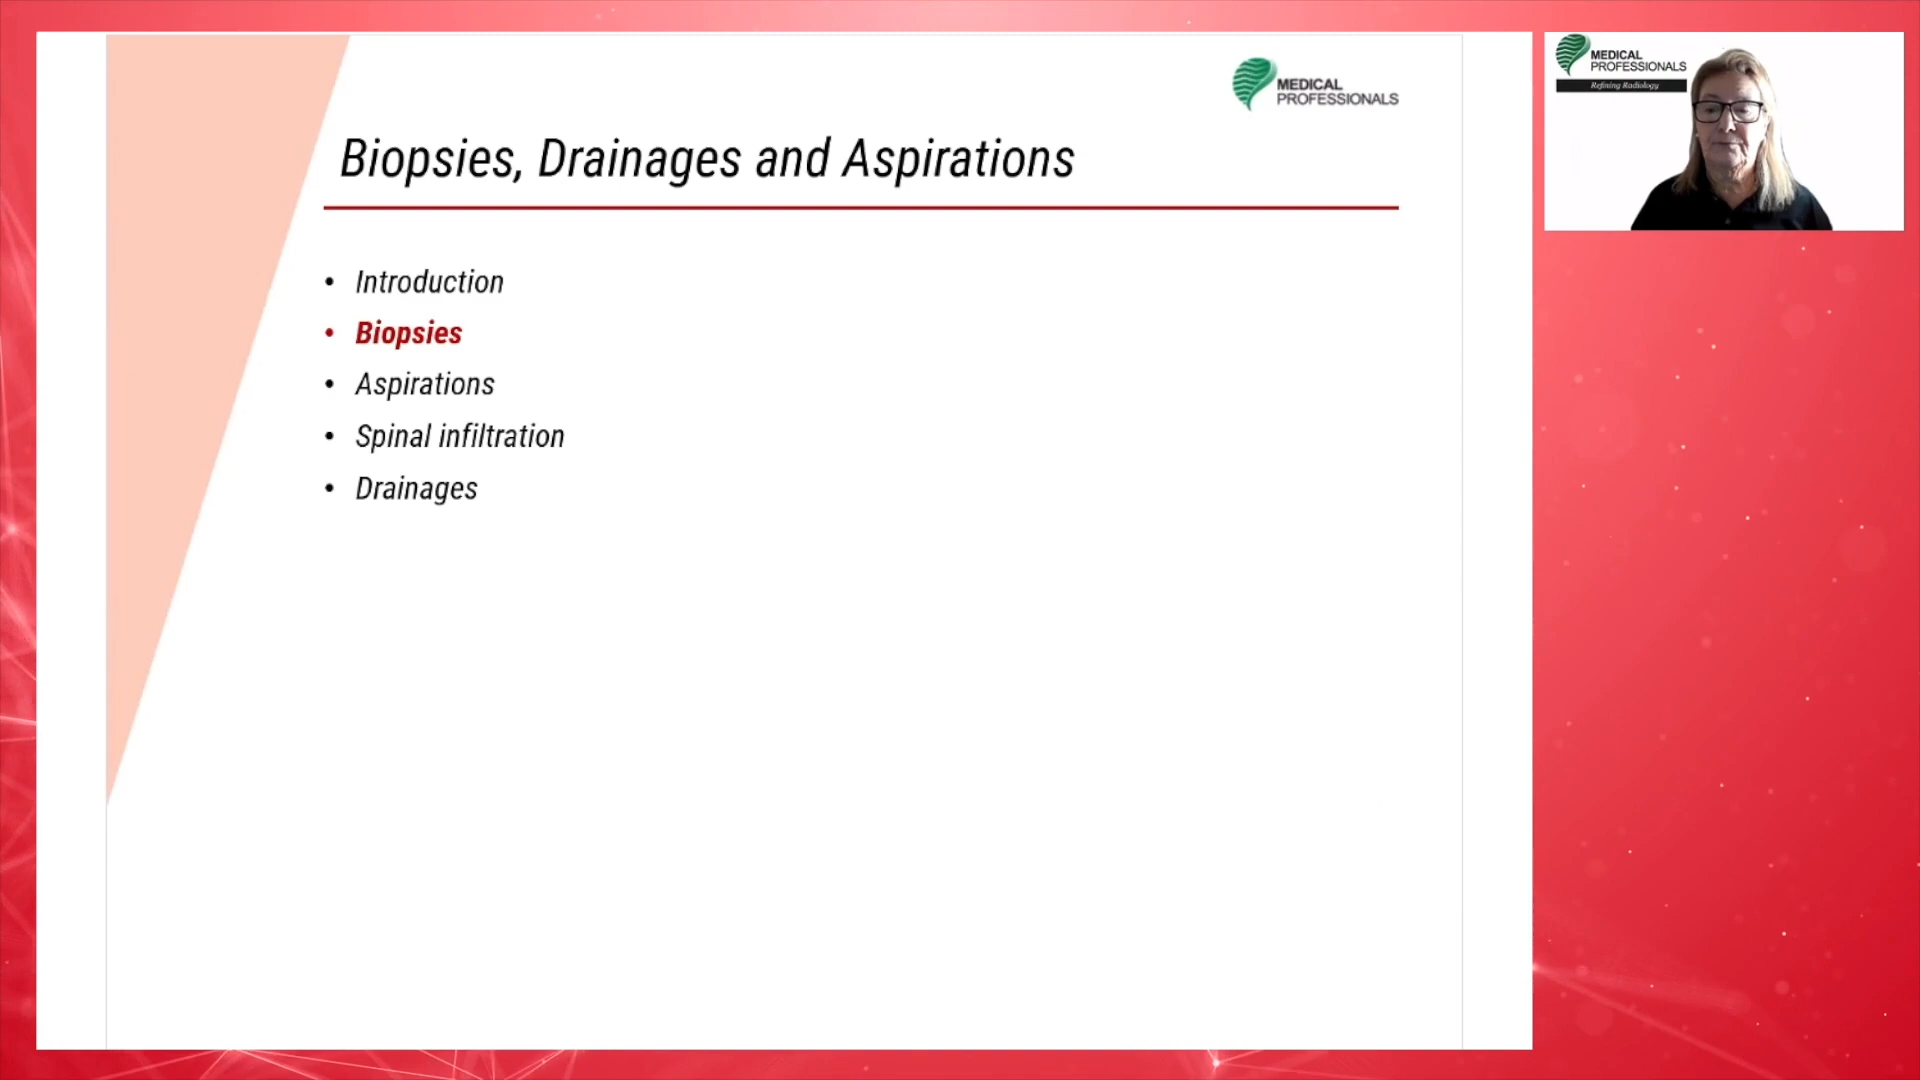 MEDICAL
PROFESSIONALS
Biopsies, Drainages and Aspirations
• Introduction
• Biopsies
• Aspirations
• Spinal infiltration
• Drainages
MEDICAL
PROFESSIONALS
Refining Radiology